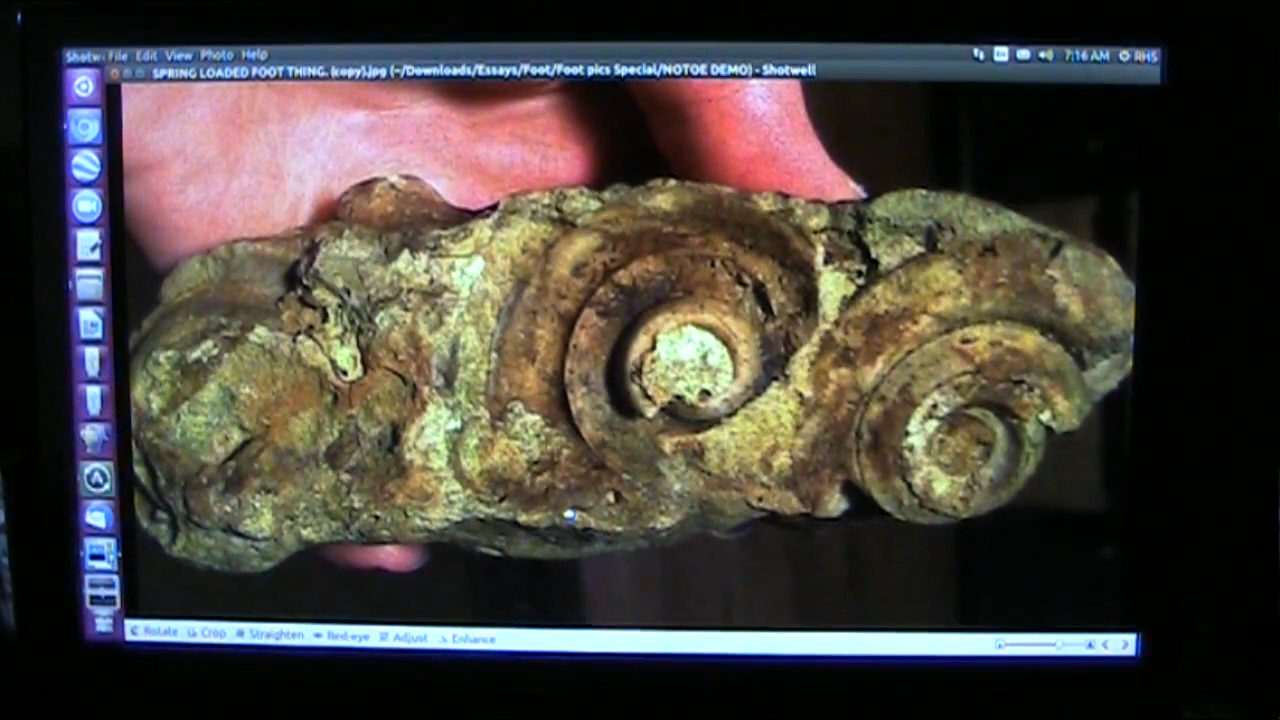 Shotw File Edit View Photo Help 7:16 AM RHS
SPRING LOADED FOOT THING. (copy).jpg (~/Downloads/Essays/Foot/Foot pics Special/NOTOE DEMO) - Shotwell
Rotate Crop Straighten Red-eye Adjust Enhance